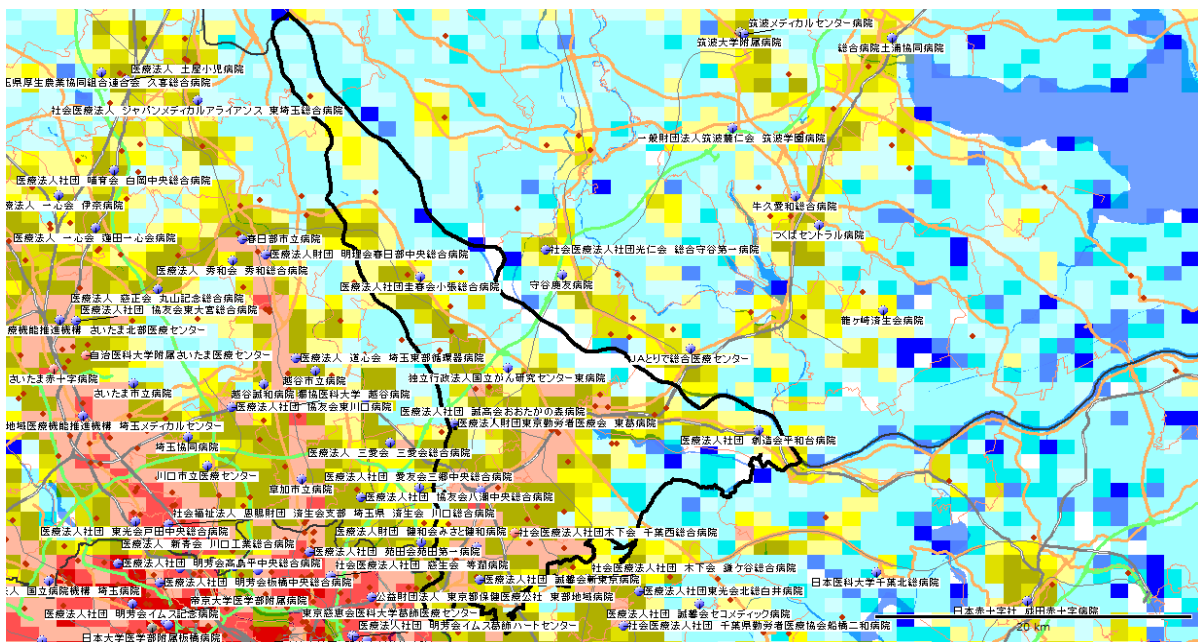 筑波メディカルセンター病院
筑波大学附属病院
総合病院土浦協同病院
医療法人 土屋小児病院
玉県厚生農業協同組合連合会 久喜総合病院
社会医療法人 ジャパンメディカルアライアンス 東埼玉総合病院
一般財団法人筑波麓仁会 筑波学園病院
医療法人社団 哺育会 白岡中央総合病院
療法人 一心会 伊奈病院
牛久愛和総合病院
つくばセントラル病院
医療法人 一心会 蓮田一心会病院
春日部市立病院
医療法人財団 明理会春日部中央総合病院
社会医療法人社団光仁会 総合守谷第一病院
医療法人 秀和会 秀和総合病院
医療法人社団圭春会小張総合病院
守谷慶友病院
医療法人 慈正会 丸山記念総合病院
医療法人社団 協友会東大宮総合病院
龍ヶ崎済生会病院
療機能推進機構 さいたま北部医療センター
自治医科大学附属さいたま医療センター
医療法人 道心会 埼玉東部循環器病院
JAとりで総合医療センター
さいたま赤十字病院
越谷市立病院
独立行政法人国立がん研究センター東病院
さいたま市立病院
越谷誠和病院
獨協医科大学 越谷病院
医療法人社団 協友会東川口病院
医療法人社団 誠高会おおたかの森病院
医療法人財団東京勤労者医療会 東葛病院
地域医療機能推進機構 埼玉メディカルセンター
医療法人社団 創造会平和台病院
埼玉協同病院
医療法人 三愛会 三愛会総合病院
川口市立医療センター
医療法人社団 愛友会三郷中央総合病院
草加市立病院
医療法人社団 協友会八潮中央総合病院
社会福祉法人 恩賜財団 済生会支部 埼玉県 済生会 川口総合病院
医療法人社団 東光会戸田中央総合病院
医療法人財団 健和会みさと健和病院
社会医療法人社団木下会 千葉西総合病院
医療法人 新青会 川口工業総合病院
医療法人社団 苑田会苑田第一病院
医療法人社団 明芳会高島平中央総合病院
社会医療法人社団 慈生会 等潤病院
社会医療法人社団 木下会 鎌ケ谷総合病院
医療法人社団 明芳会板橋中央総合病院
医療法人社団 誠馨会新東京病院
日本医科大学千葉北総病院
法人 国立病院機構 埼玉病院
医療法人社団東光会北総白井病院
帝京大学医学部附属病院
公益財団法人 東京都保健医療公社 東部地域病院
医療法人社団 明芳会イムス記念病院
東京慈恵会医科大学葛飾医療センター
医療法人社団 誠馨会セコメディック病院
日本赤十字社 成田赤十字病院
医療法人社団 明芳会イムス葛飾ハートセンター
社会医療法人社団 千葉県勤労者医療協会船橋二和病院
20 km
日本大学医学部附属板橋病院